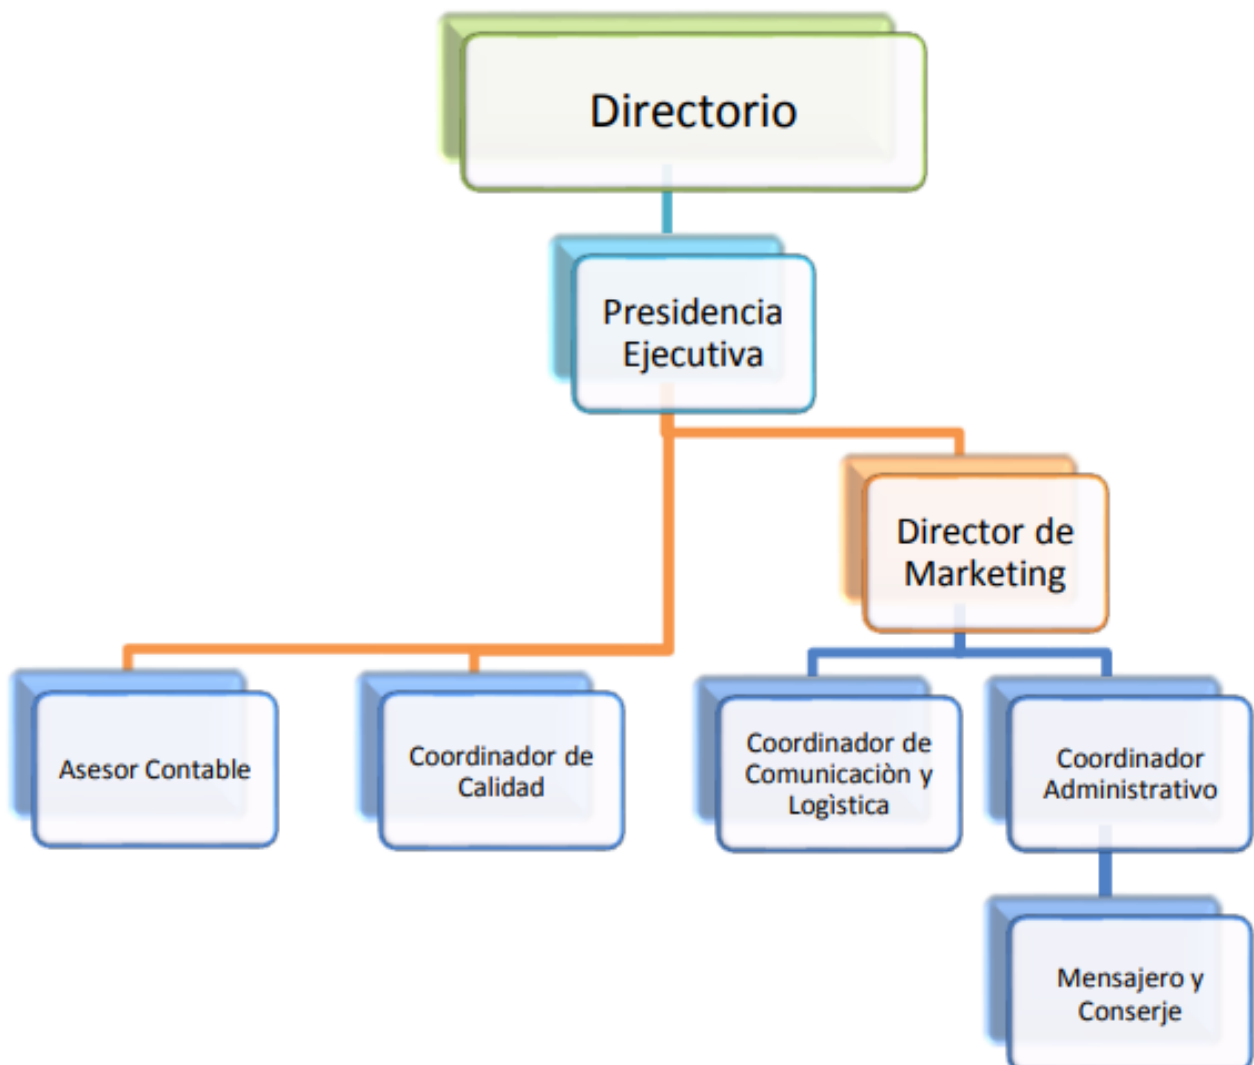 Directorio
Presidencia
Ejecutiva
Director de
Marketing
Asesor Contable
Coordinador de
Calidad
Coordinador de
Comunicaciòn y
Logìstica
Coordinador
Administrativo
Mensajero y
Conserje